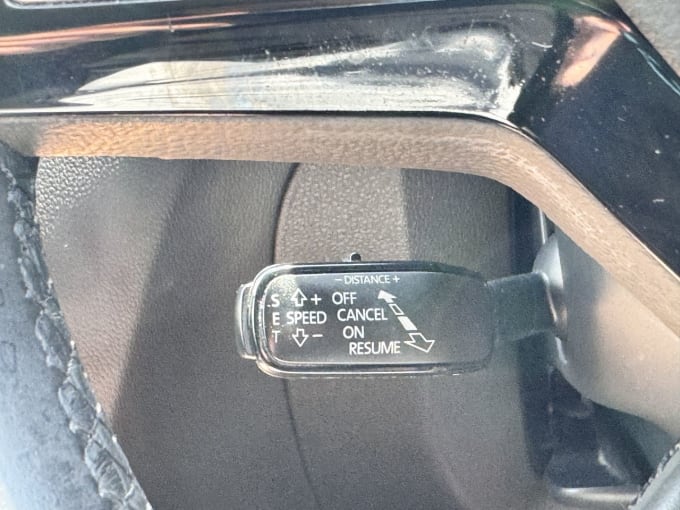 − DISTANCE +
S + OFF
E SPEED CANCEL
T − ON
RESUME